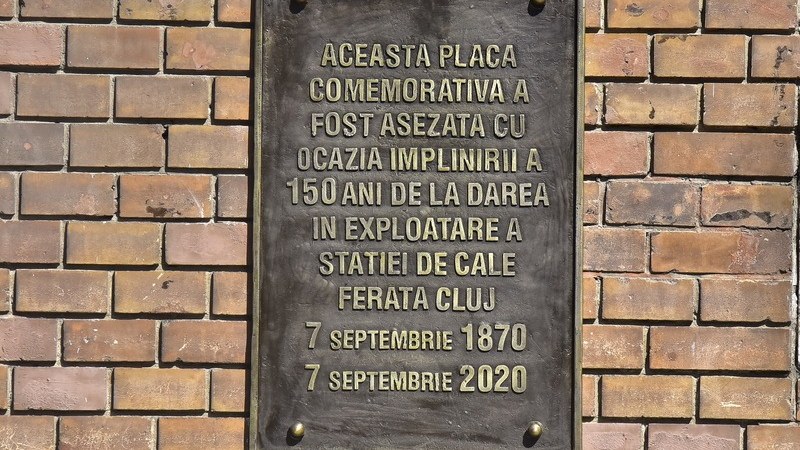 ACEASTA PLACA
COMEMORATIVA A
FOST ASEZATA CU
OCAZIA IMPLINIRII A
150 ANI DE LA DAREA
IN EXPLOATARE A
STATIEI DE CALE
FERATA CLUJ
7 SEPTEMBRIE 1870
7 SEPTEMBRIE 2020